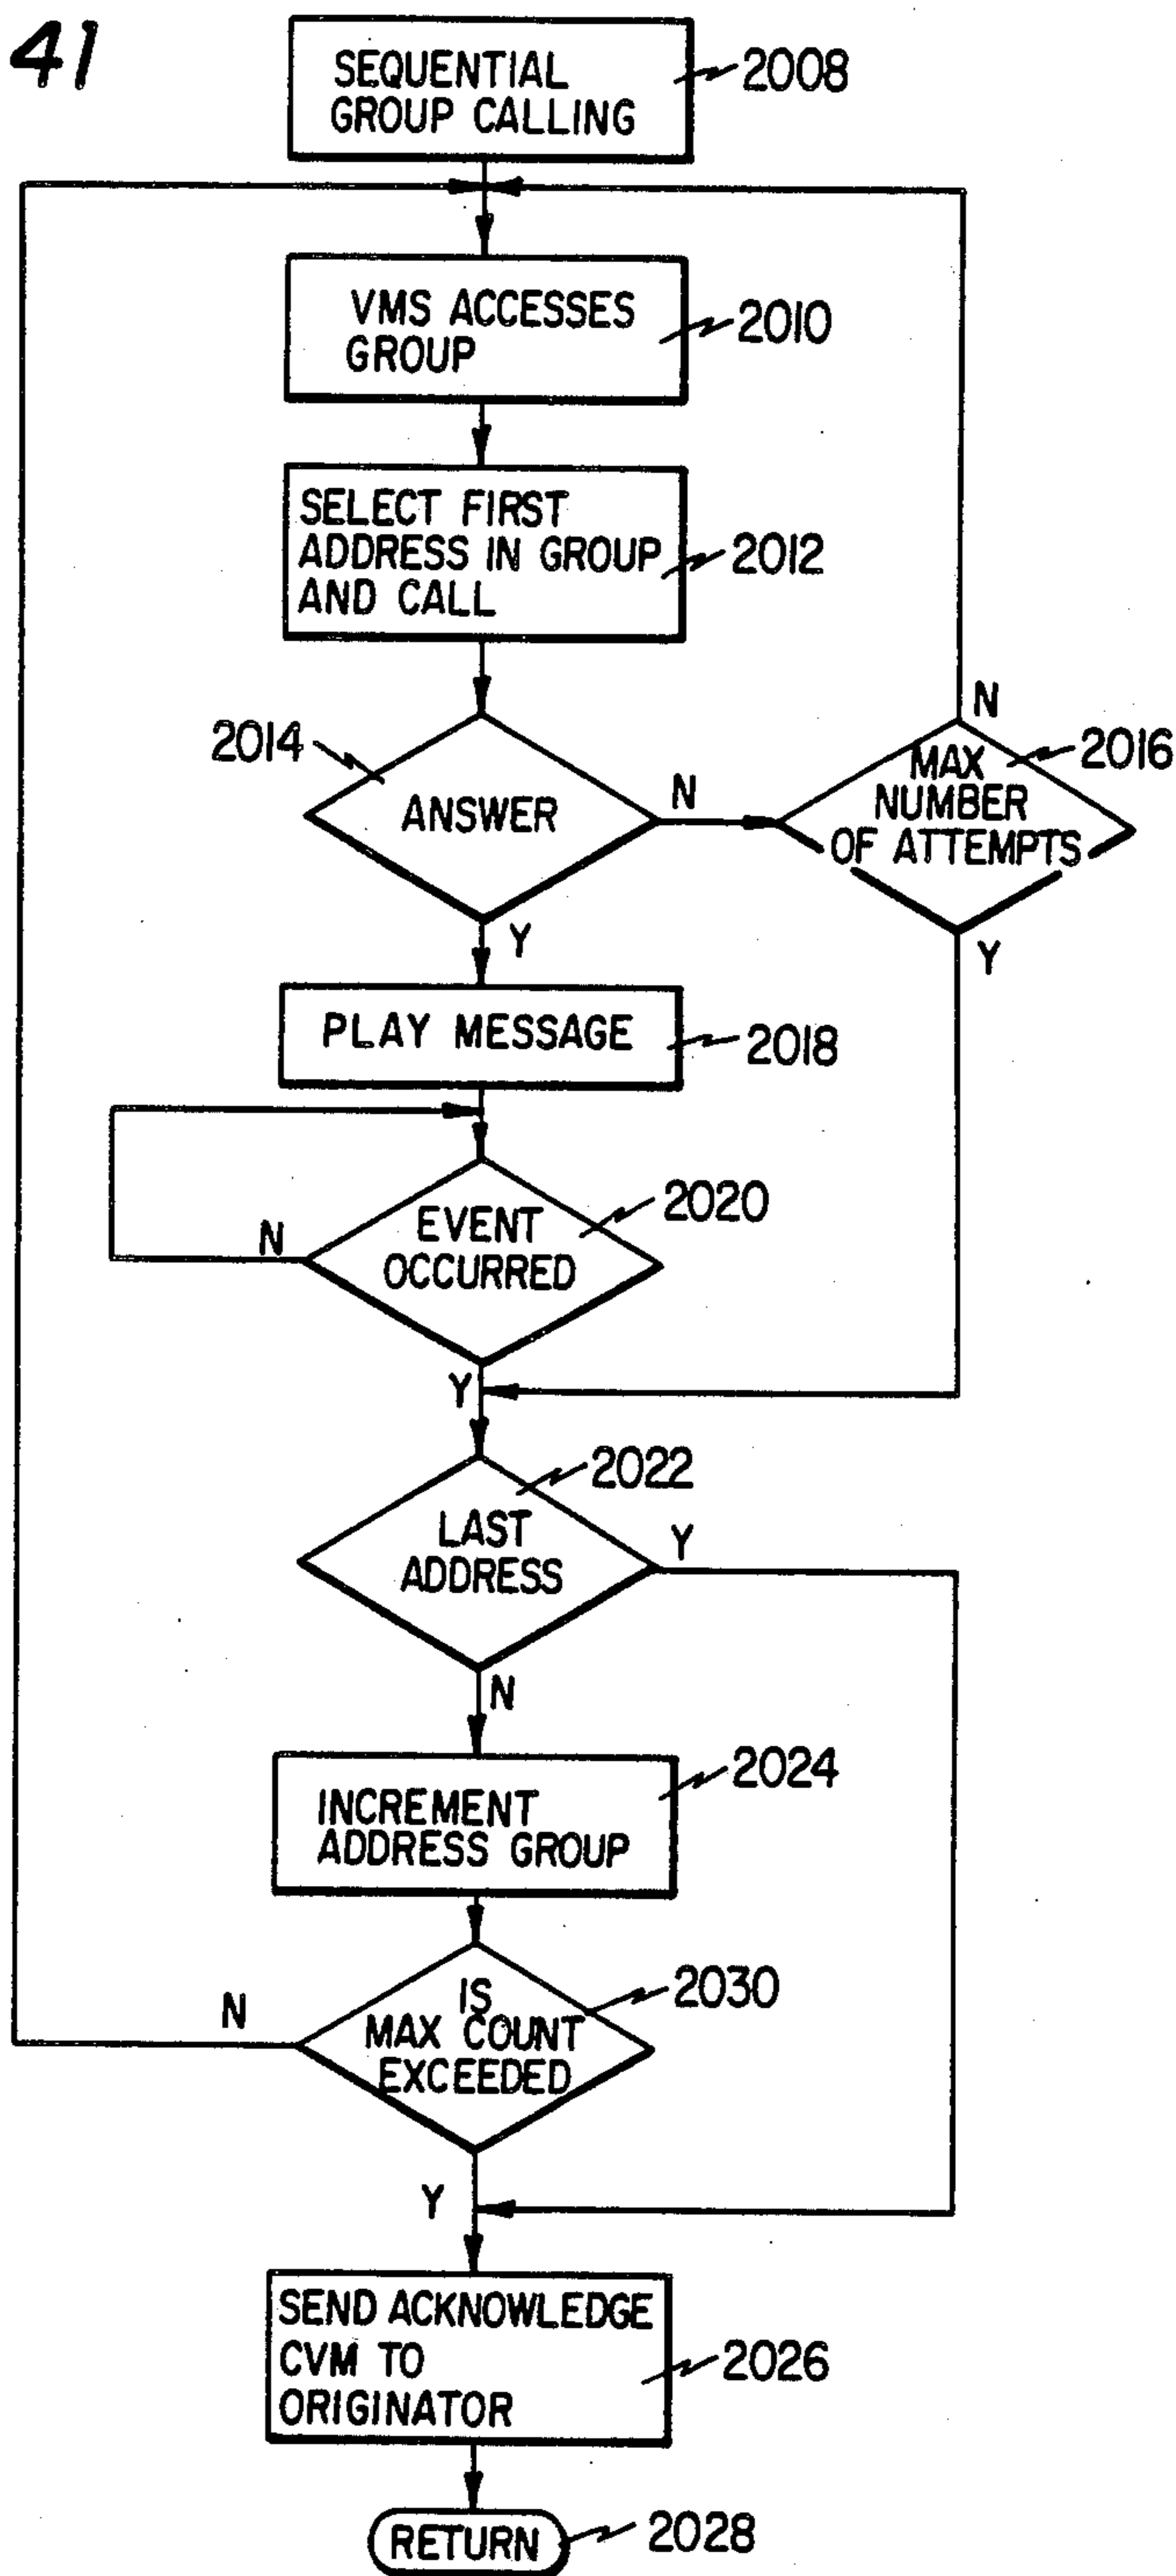 41
SEQUENTIAL
GROUP CALLING
2008
VMS ACCESSES
GROUP
2010
SELECT FIRST
ADDRESS IN GROUP
AND CALL
2012
2014
ANSWER
N
N
MAX
NUMBER
OF ATTEMPTS
2016
Y
Y
PLAY MESSAGE
2018
EVENT
OCCURRED
2020
N
Y
LAST
ADDRESS
2022
Y
N
INCREMENT
ADDRESS GROUP
2024
IS
MAX COUNT
EXCEEDED
2030
N
Y
SEND ACKNOWLEDGE
CVM TO
ORIGINATOR
2026
RETURN
2028